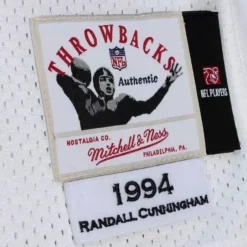 THROWBACKS
NFL
Authentic
NFL PLAYERS
NOSTALGIA CO.
Mitchell & Ness
PHILADELPHIA, PA.
1994
RANDALL CUNNINGHAM